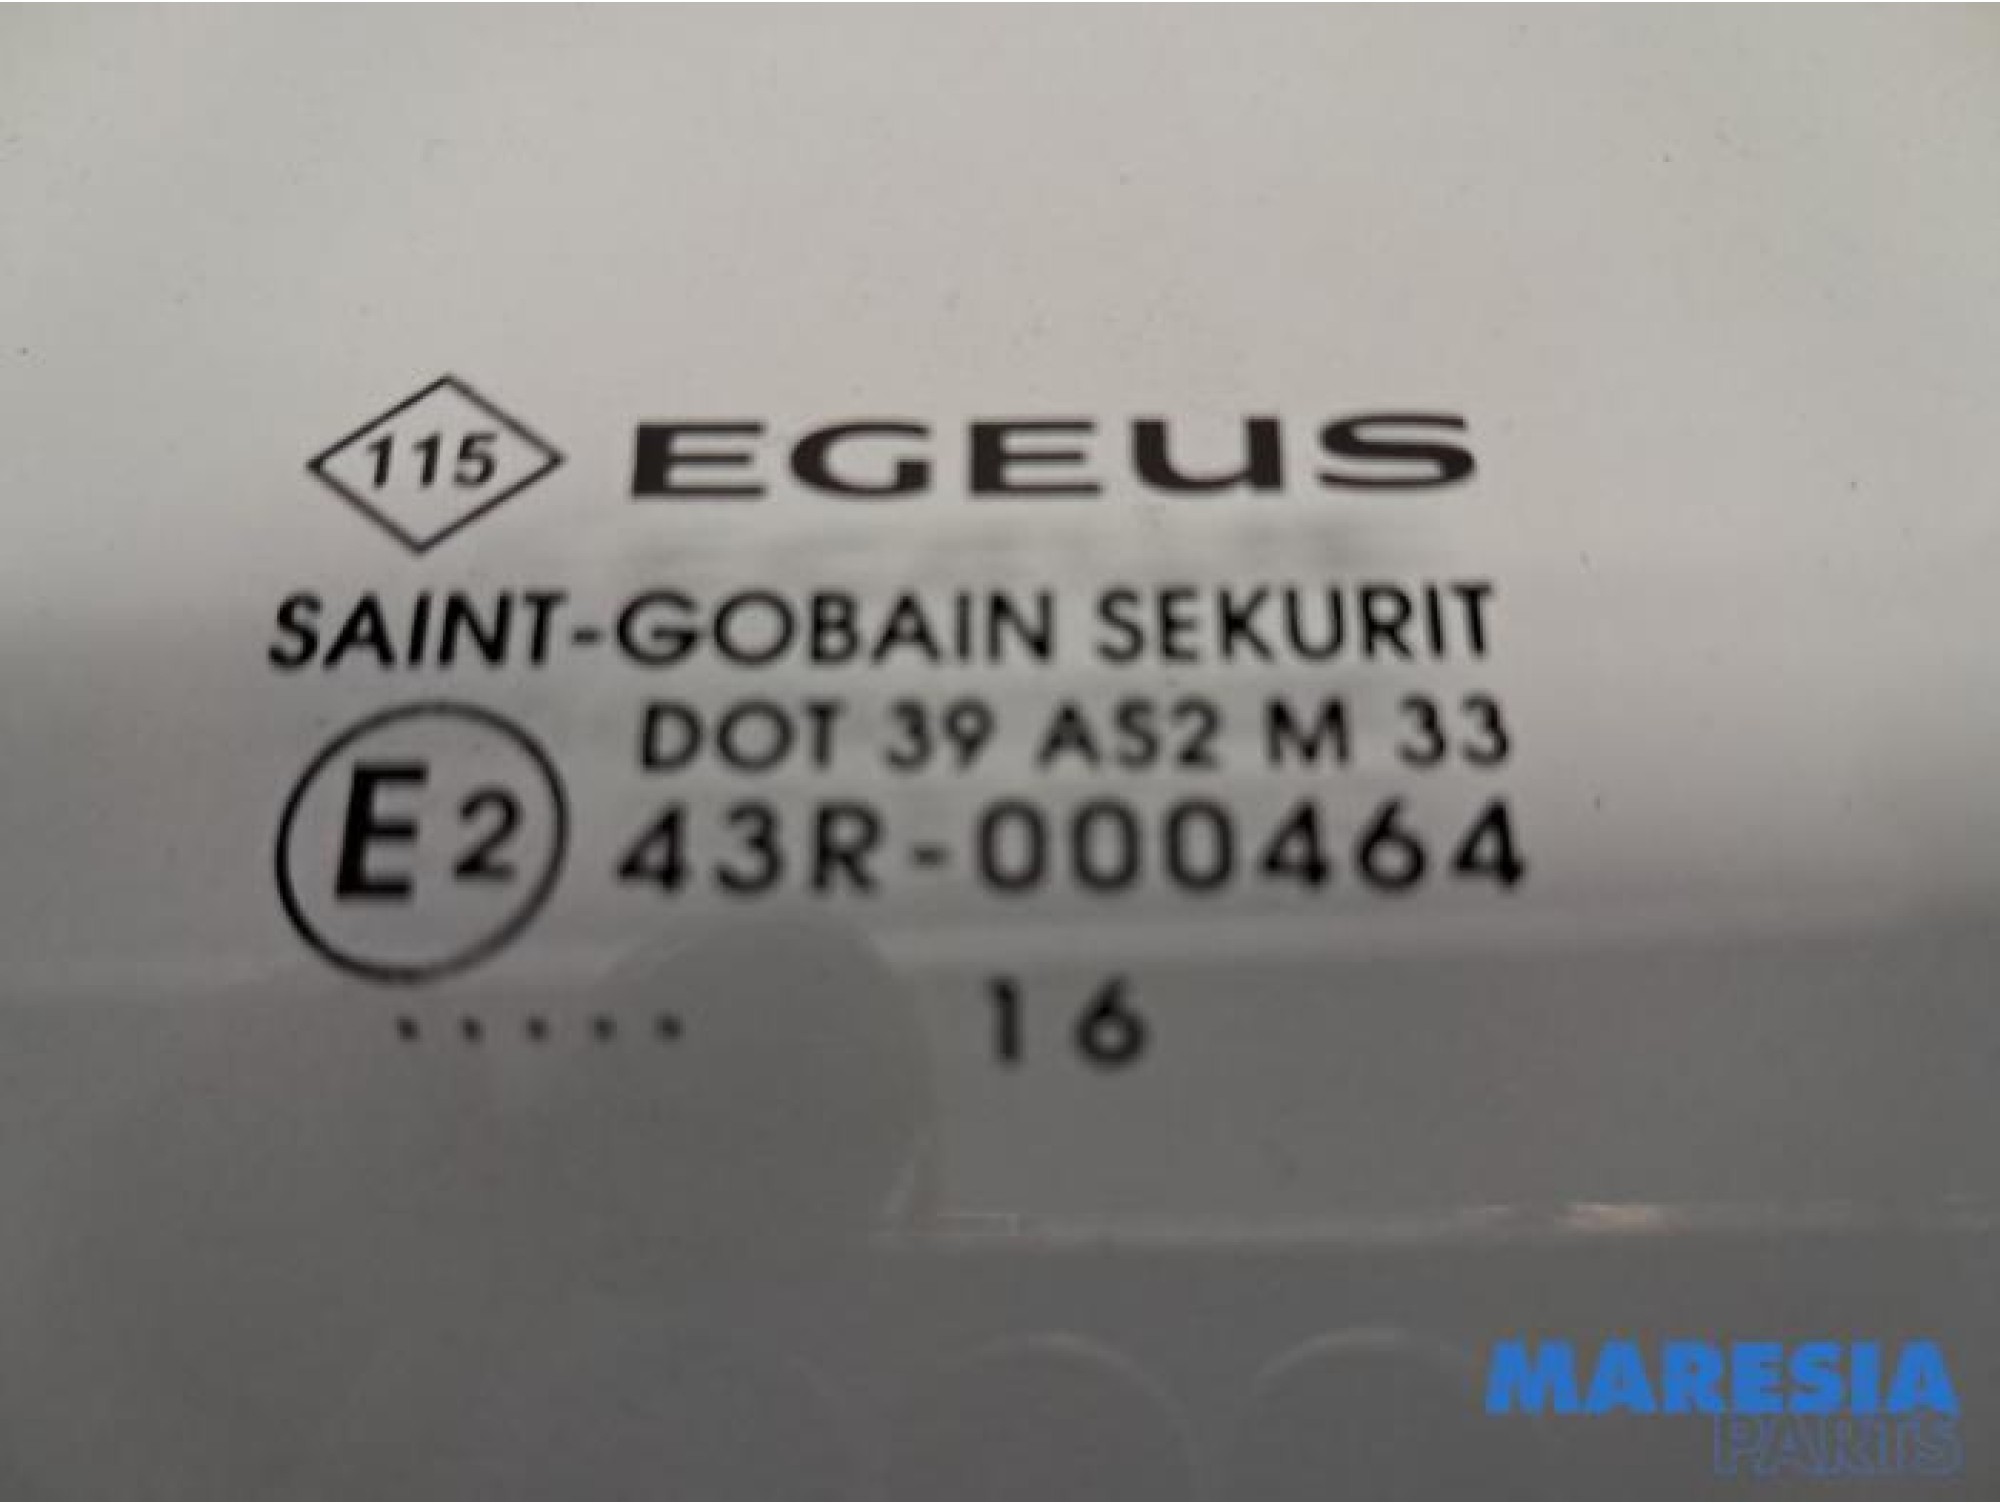 115 EGEUS
SAINT-GOBAIN SEKURIT
DOT 39 AS2 M 33
E2 43R-000464
..... 16
MARESIA
PARTS